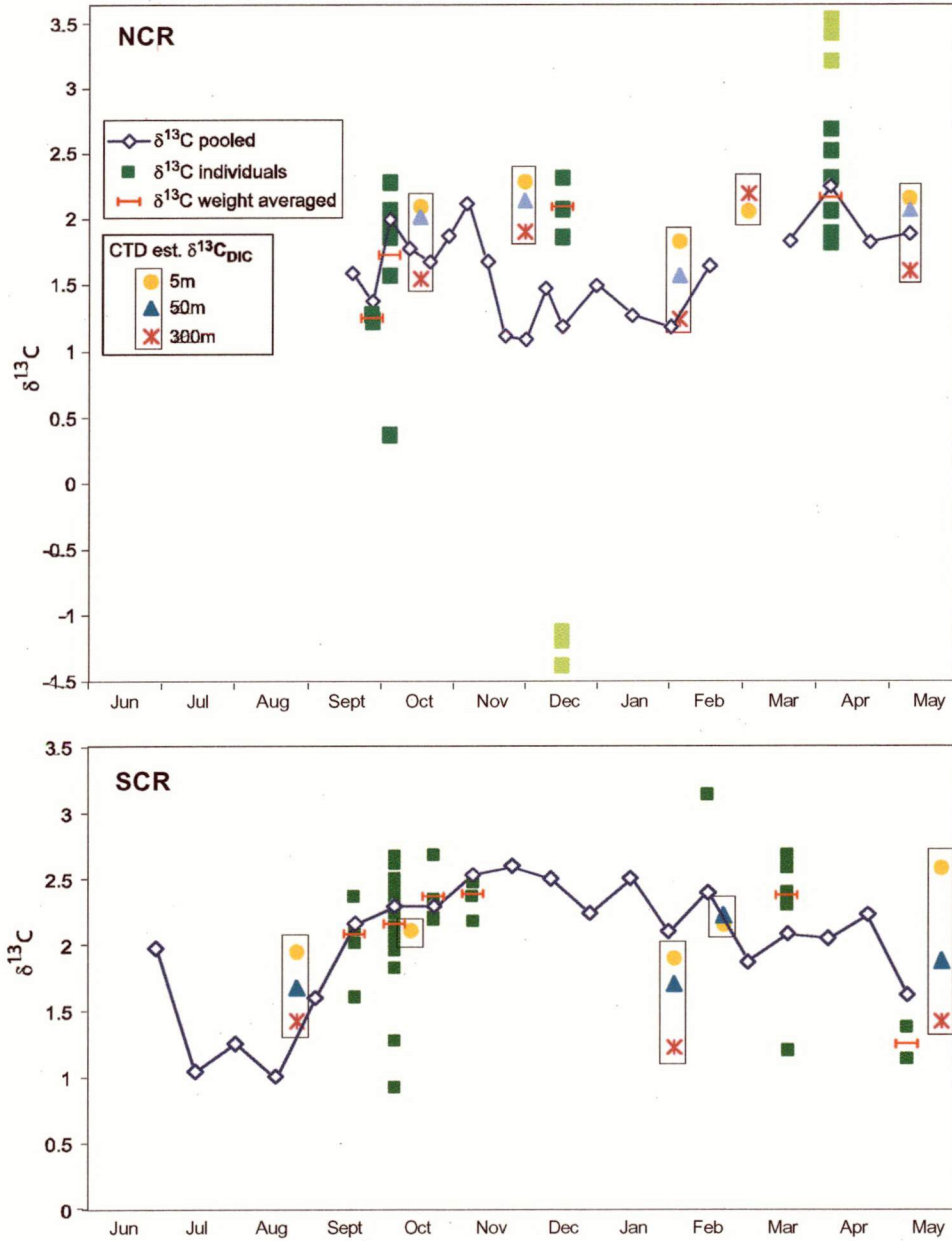 NCR
3.5
3
2.5
2
1.5
1
0.5
0
-0.5
-1
-1.5
δ¹³C
δ¹³C pooled
δ¹³C individuals
δ¹³C weight averaged
CTD est. δ¹³C_DIC
5m
50m
300m
Jun Jul Aug Sept Oct Nov Dec Jan Feb Mar Apr May
SCR
3.5
3
2.5
2
1.5
1
0.5
0
δ¹³C
Jun Jul Aug Sept Oct Nov Dec Jan Feb Mar Apr May